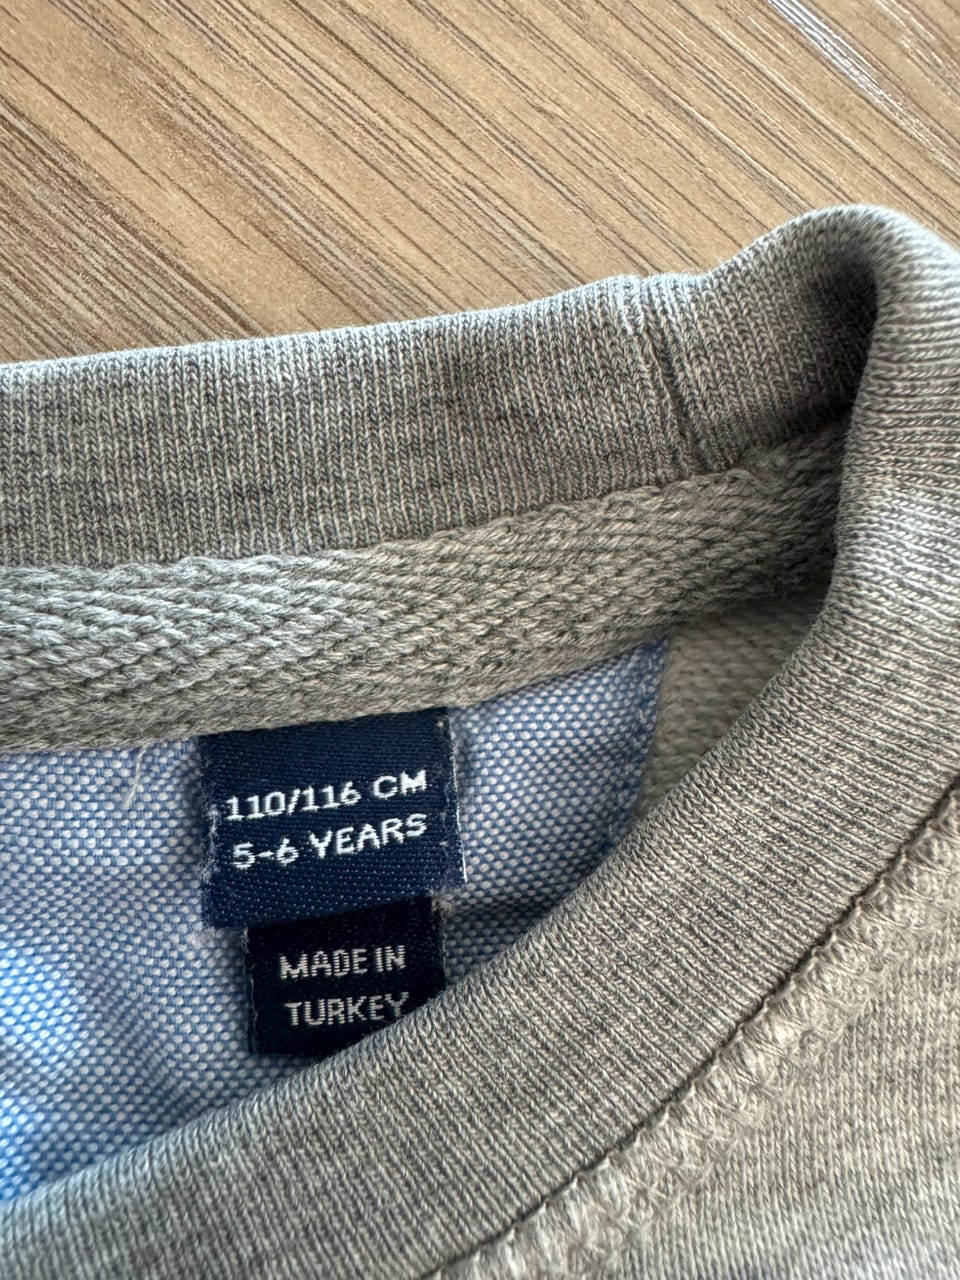 110/116 CM
5-6 YEARS
MADE IN
TURKEY